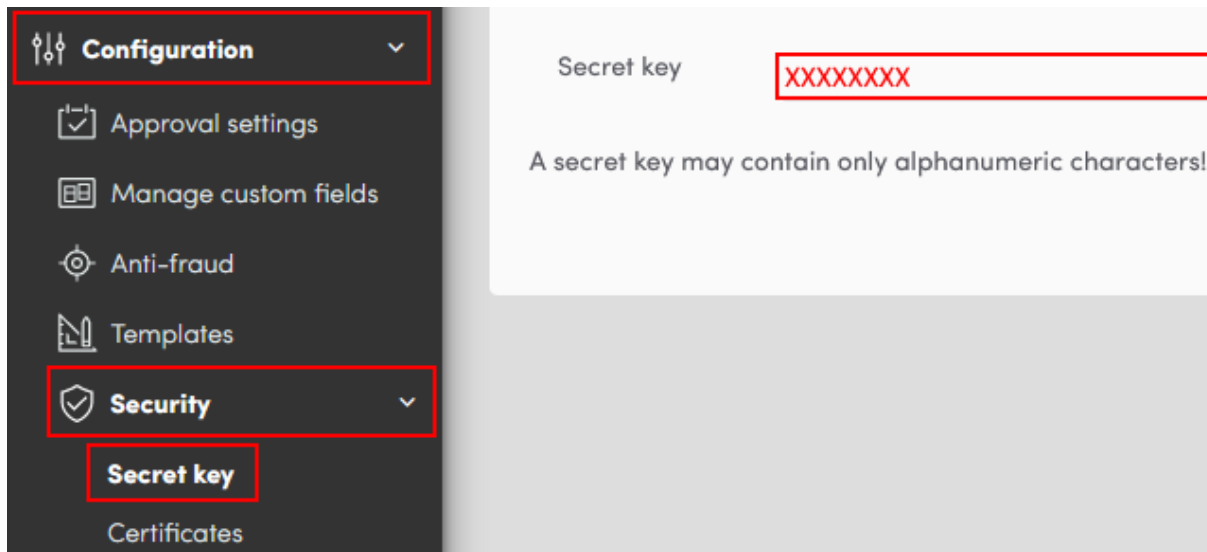 Configuration
Approval settings
Manage custom fields
Anti-fraud
Templates
Security
Secret key
Certificates
Secret key
XXXXXXXX
A secret key may contain only alphanumeric characters!